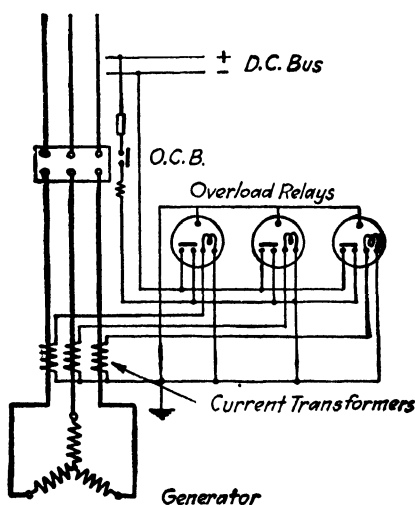 +
D.C. Bus
-
O.C.B.
Overload Relays
Current Transformers
Generator